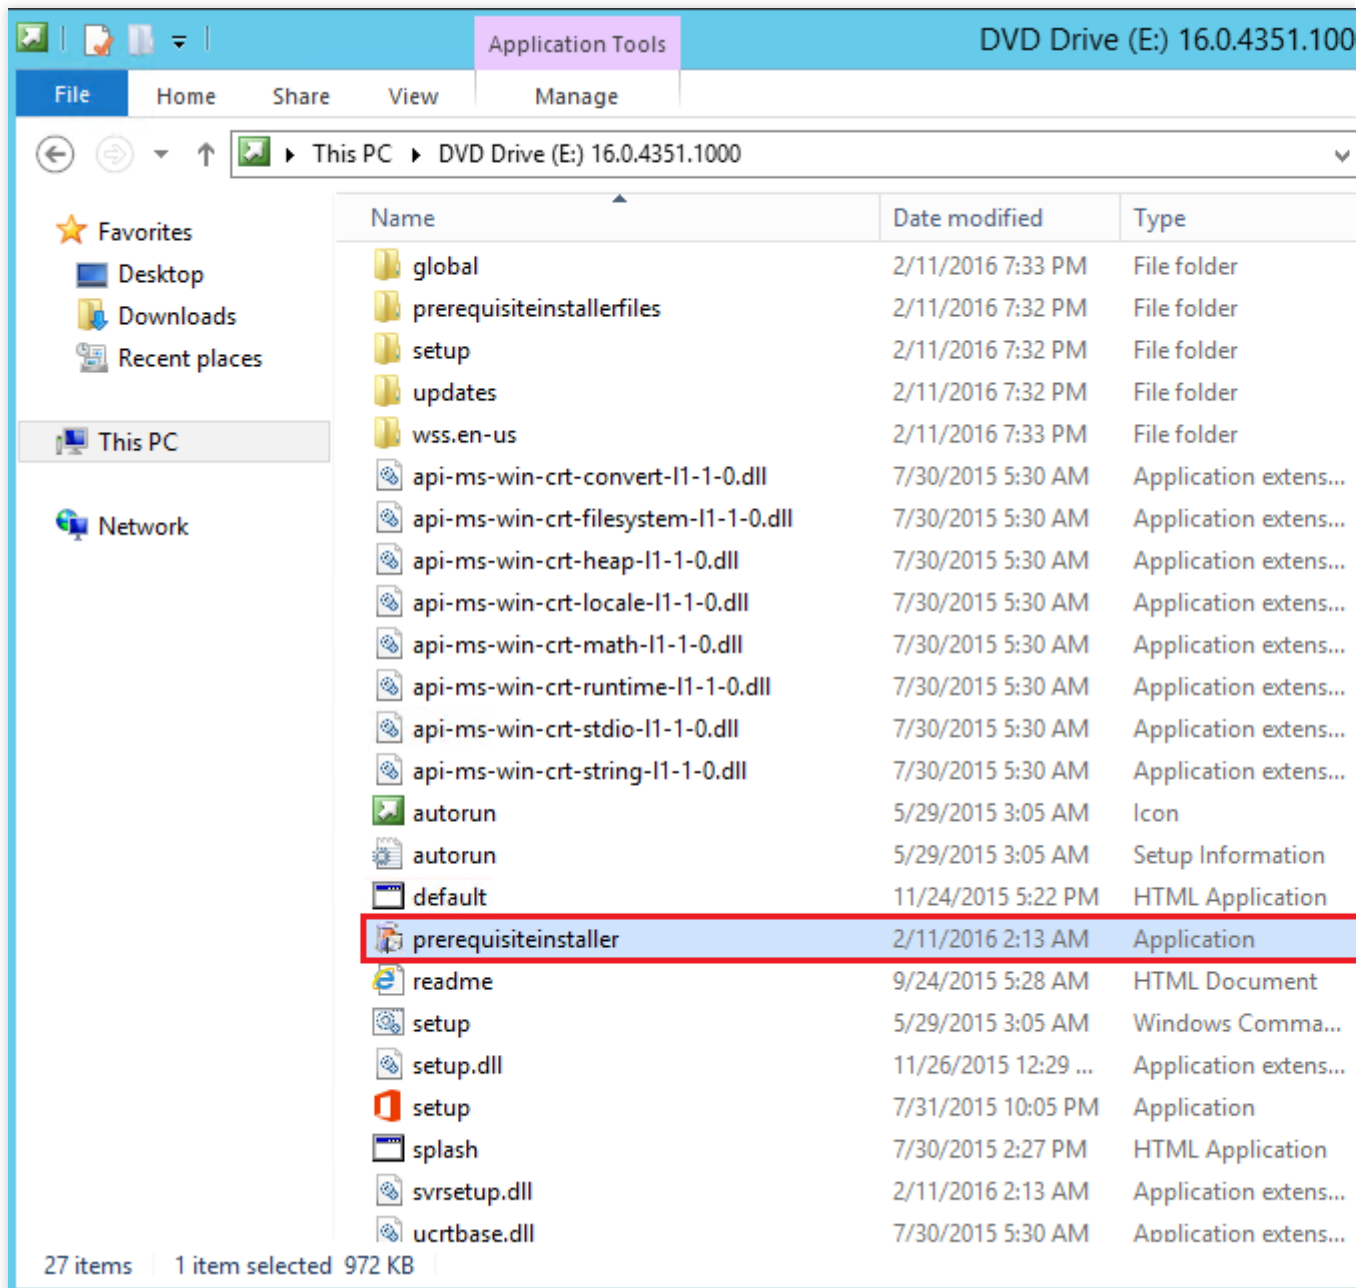 Application Tools
DVD Drive (E:) 16.0.4351.100
File Home Share View Manage
This PC DVD Drive (E:) 16.0.4351.1000
Favorites
Desktop
Downloads
Recent places
This PC
Network
Name Date modified Type
global 2/11/2016 7:33 PM File folder
prerequisiteinstallerfiles 2/11/2016 7:32 PM File folder
setup 2/11/2016 7:32 PM File folder
updates 2/11/2016 7:32 PM File folder
wss.en-us 2/11/2016 7:33 PM File folder
api-ms-win-crt-convert-l1-1-0.dll 7/30/2015 5:30 AM Application extens...
api-ms-win-crt-filesystem-l1-1-0.dll 7/30/2015 5:30 AM Application extens...
api-ms-win-crt-heap-l1-1-0.dll 7/30/2015 5:30 AM Application extens...
api-ms-win-crt-locale-l1-1-0.dll 7/30/2015 5:30 AM Application extens...
api-ms-win-crt-math-l1-1-0.dll 7/30/2015 5:30 AM Application extens...
api-ms-win-crt-runtime-l1-1-0.dll 7/30/2015 5:30 AM Application extens...
api-ms-win-crt-stdio-l1-1-0.dll 7/30/2015 5:30 AM Application extens...
api-ms-win-crt-string-l1-1-0.dll 7/30/2015 5:30 AM Application extens...
autorun 5/29/2015 3:05 AM Icon
autorun 5/29/2015 3:05 AM Setup Information
default 11/24/2015 5:22 PM HTML Application
prerequisiteinstaller 2/11/2016 2:13 AM Application
readme 9/24/2015 5:28 AM HTML Document
setup 5/29/2015 3:05 AM Windows Comma...
setup.dll 11/26/2015 12:29 ... Application extens...
setup 7/31/2015 10:05 PM Application
splash 7/30/2015 2:27 PM HTML Application
svrsetup.dll 2/11/2016 2:13 AM Application extens...
ucrtbase.dll 7/30/2015 5:30 AM Application extens...
27 items 1 item selected 972 KB